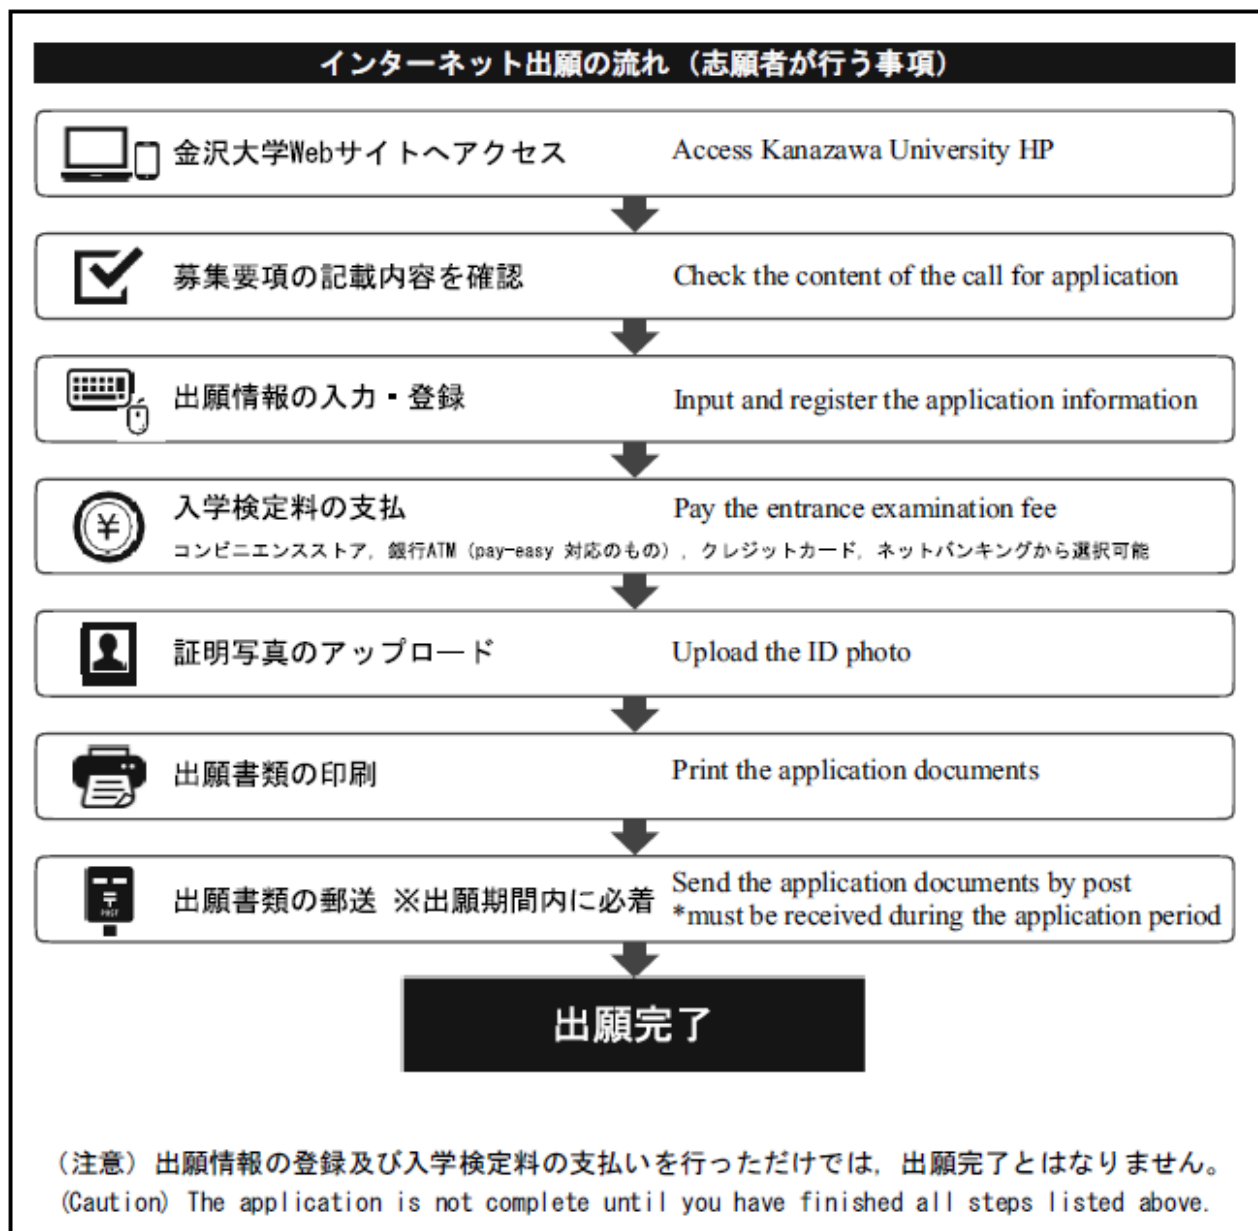 インターネット出願の流れ（志願者が行う事項）
金沢大学Webサイトへアクセス Access Kanazawa University HP
募集要項の記載内容を確認 Check the content of the call for application
出願情報の入力・登録 Input and register the application information
入学検定料の支払 Pay the entrance examination fee
コンビニエンスストア，銀行ATM（pay-easy 対応のもの），クレジットカード，ネットバンキングから選択可能
証明写真のアップロード Upload the ID photo
出願書類の印刷 Print the application documents
出願書類の郵送 ※出願期間内に必着 Send the application documents by post
*must be received during the application period
〒
POST
出願完了
（注意）出願情報の登録及び入学検定料の支払いを行っただけでは，出願完了とはなりません。
(Caution) The application is not complete until you have finished all steps listed above.